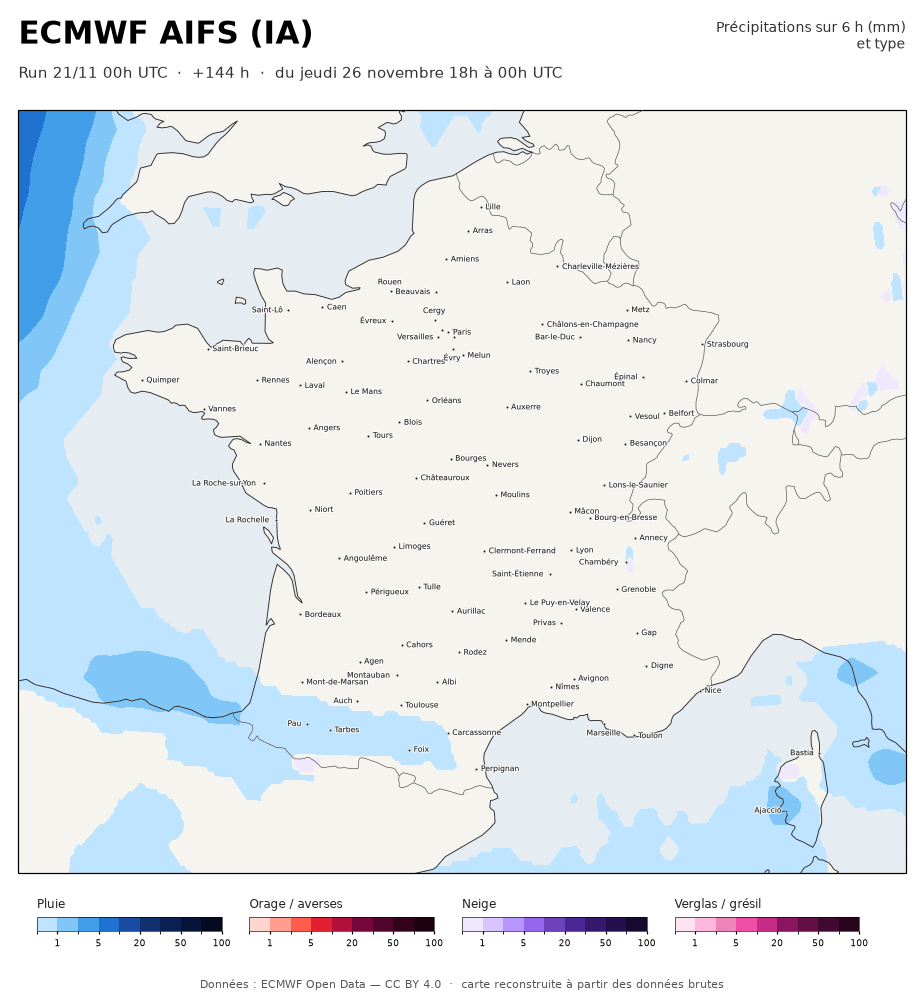 ECMWF AIFS (IA)
Précipitations sur 6 h (mm)
et type
Run 21/11 00h UTC · +144 h · du jeudi 26 novembre 18h à 00h UTC
Lille
Arras
Amiens
Charleville-Mézières
Rouen
Laon
Beauvais
Saint-Lô
Caen
Cergy
Metz
Évreux
Châlons-en-Champagne
Paris
Versailles
Bar-le-Duc
Nancy
Strasbourg
Saint-Brieuc
Évry
Melun
Alençon
Chartres
Troyes
Épinal
Quimper
Rennes
Laval
Chaumont
Colmar
Le Mans
Orléans
Vannes
Auxerre
Vesoul
Belfort
Blois
Angers
Tours
Dijon
Nantes
Besançon
Bourges
Nevers
Châteauroux
La Roche-sur-Yon
Lons-le-Saunier
Poitiers
Moulins
Niort
Mâcon
Bourg-en-Bresse
La Rochelle
Guéret
Annecy
Limoges
Clermont-Ferrand
Lyon
Angoulême
Chambéry
Saint-Étienne
Tulle
Périgueux
Grenoble
Le Puy-en-Velay
Valence
Bordeaux
Aurillac
Privas
Gap
Mende
Cahors
Rodez
Agen
Digne
Montauban
Mont-de-Marsan
Albi
Avignon
Nîmes
Nice
Auch
Toulouse
Montpellier
Pau
Tarbes
Carcassonne
Marseille
Toulon
Foix
Bastia
Perpignan
Ajaccio
Pluie
Orage / averses
Neige
Verglas / grésil
1 5 20 50 100
1 5 20 50 100
1 5 20 50 100
1 5 20 50 100
Données : ECMWF Open Data — CC BY 4.0 · carte reconstruite à partir des données brutes